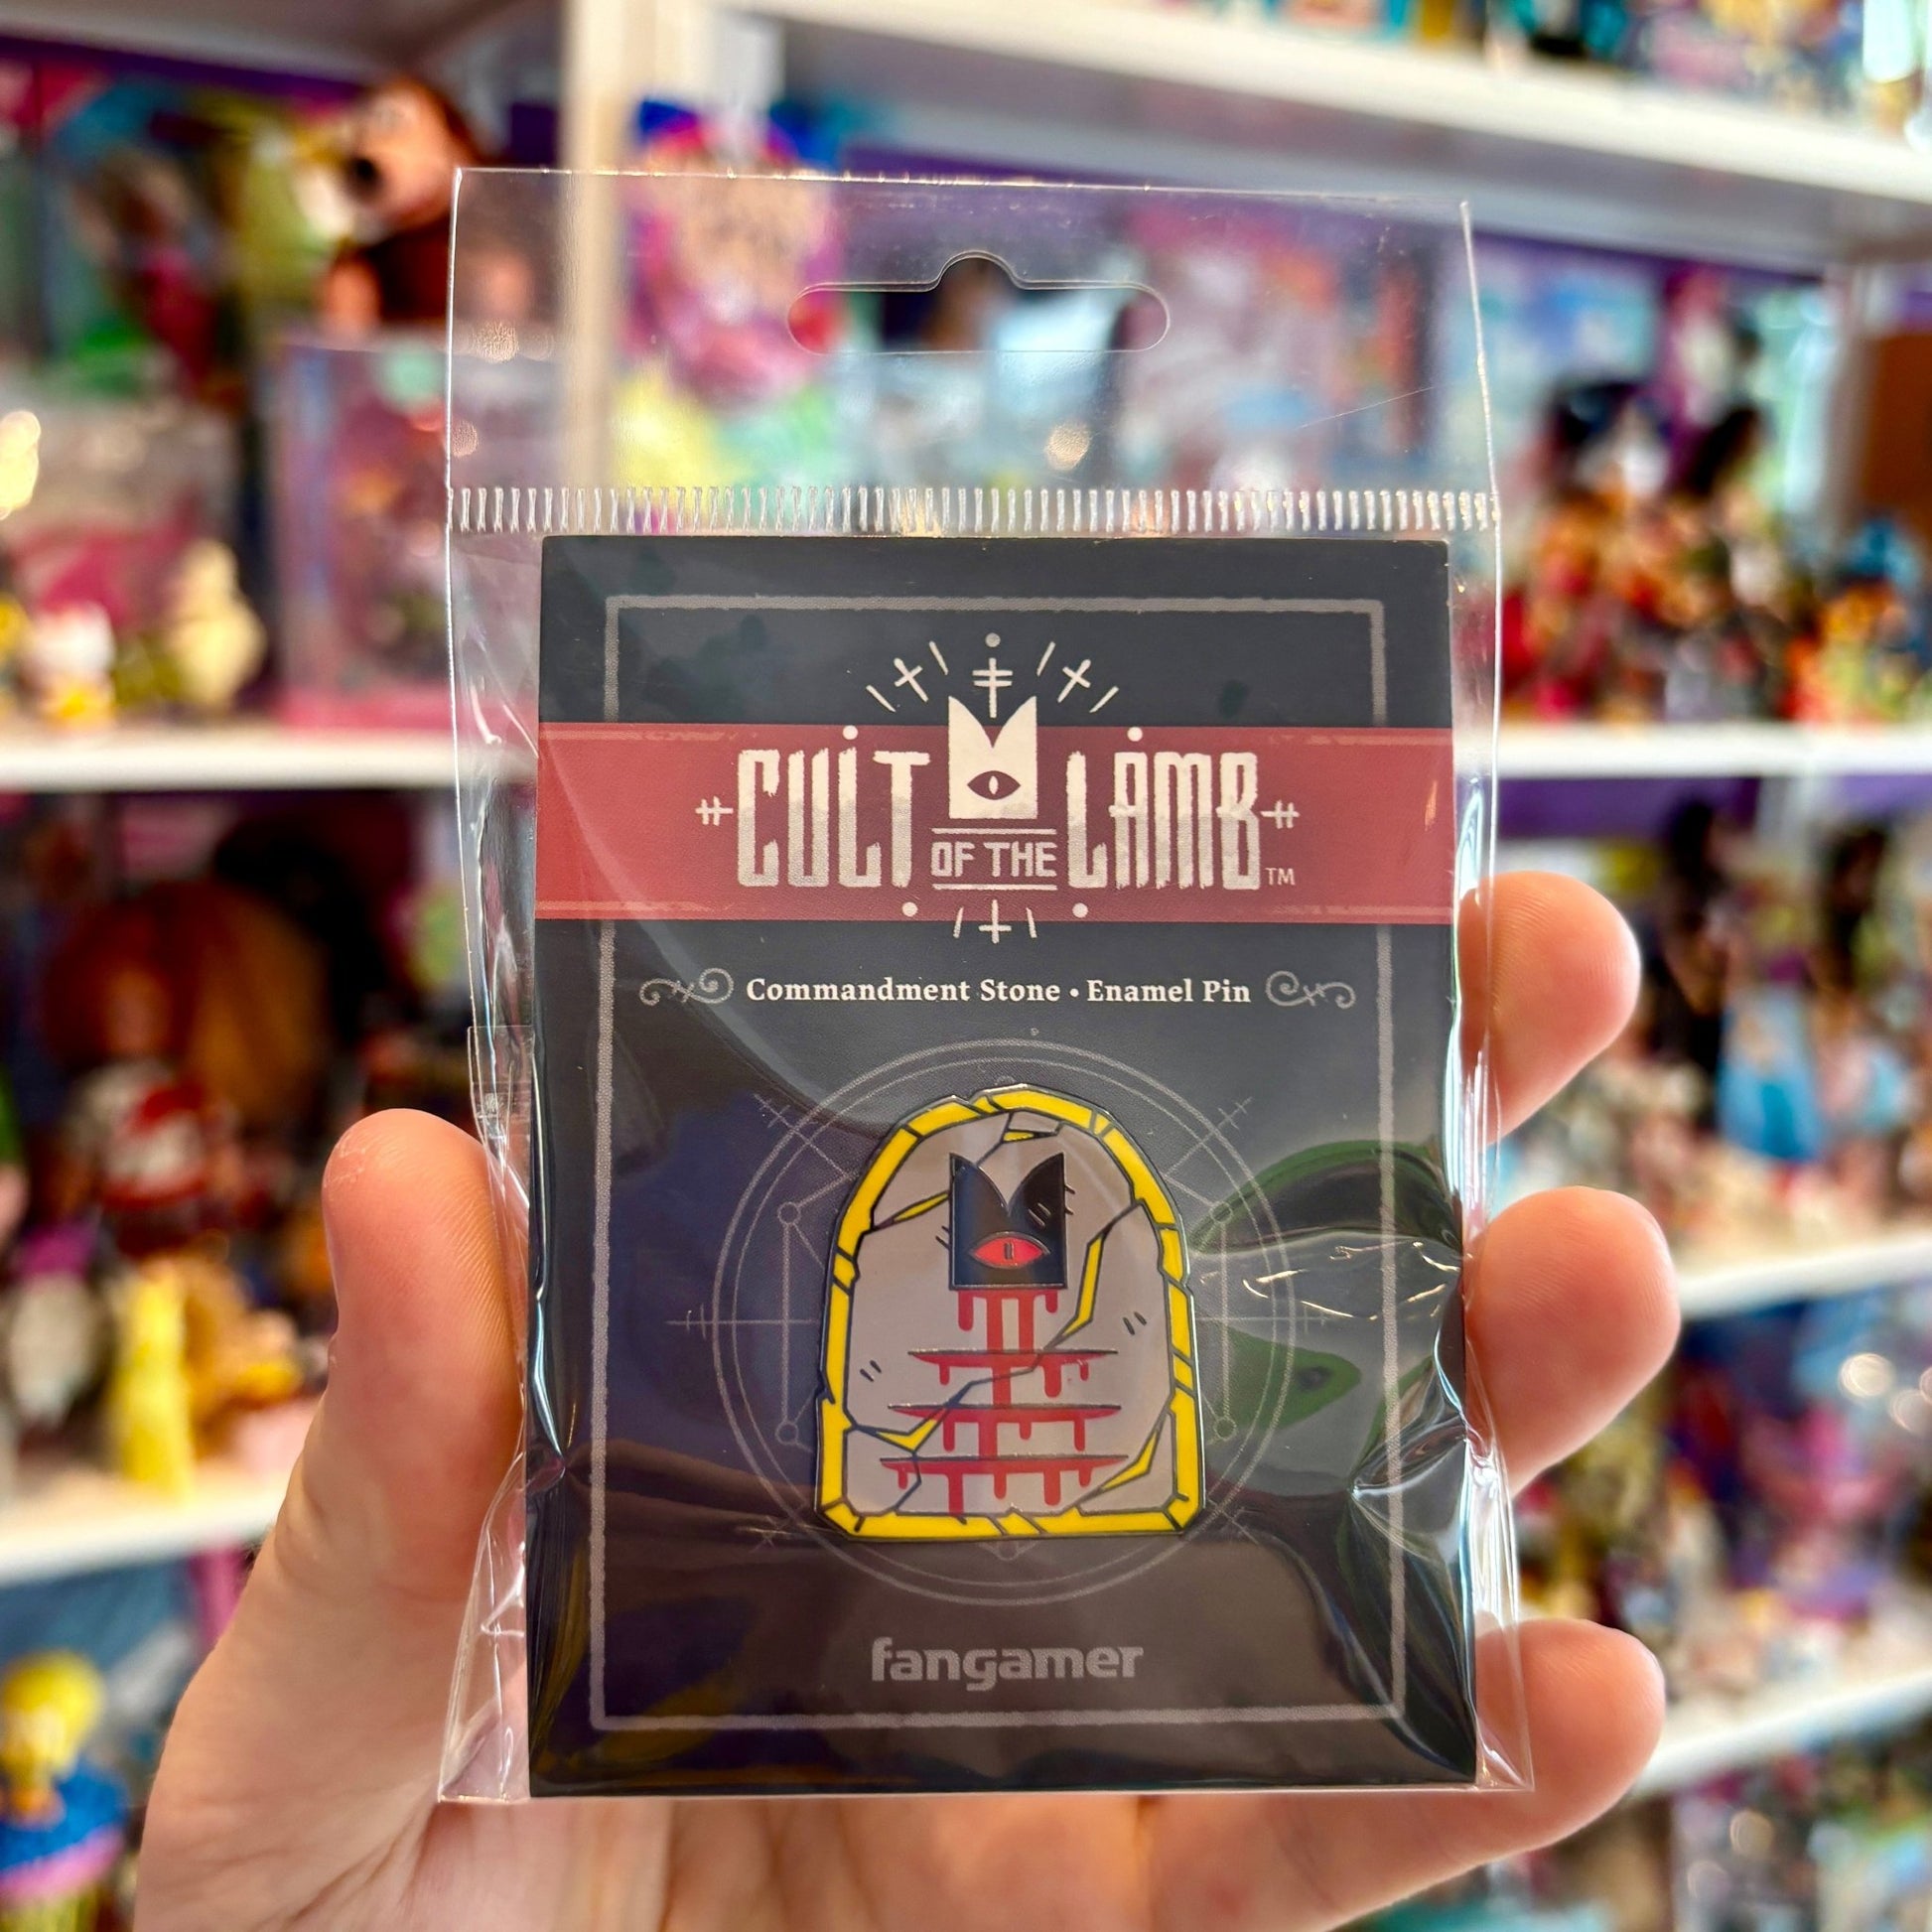 CULT OF THE LAMB™
Commandment Stone • Enamel Pin
fangamer